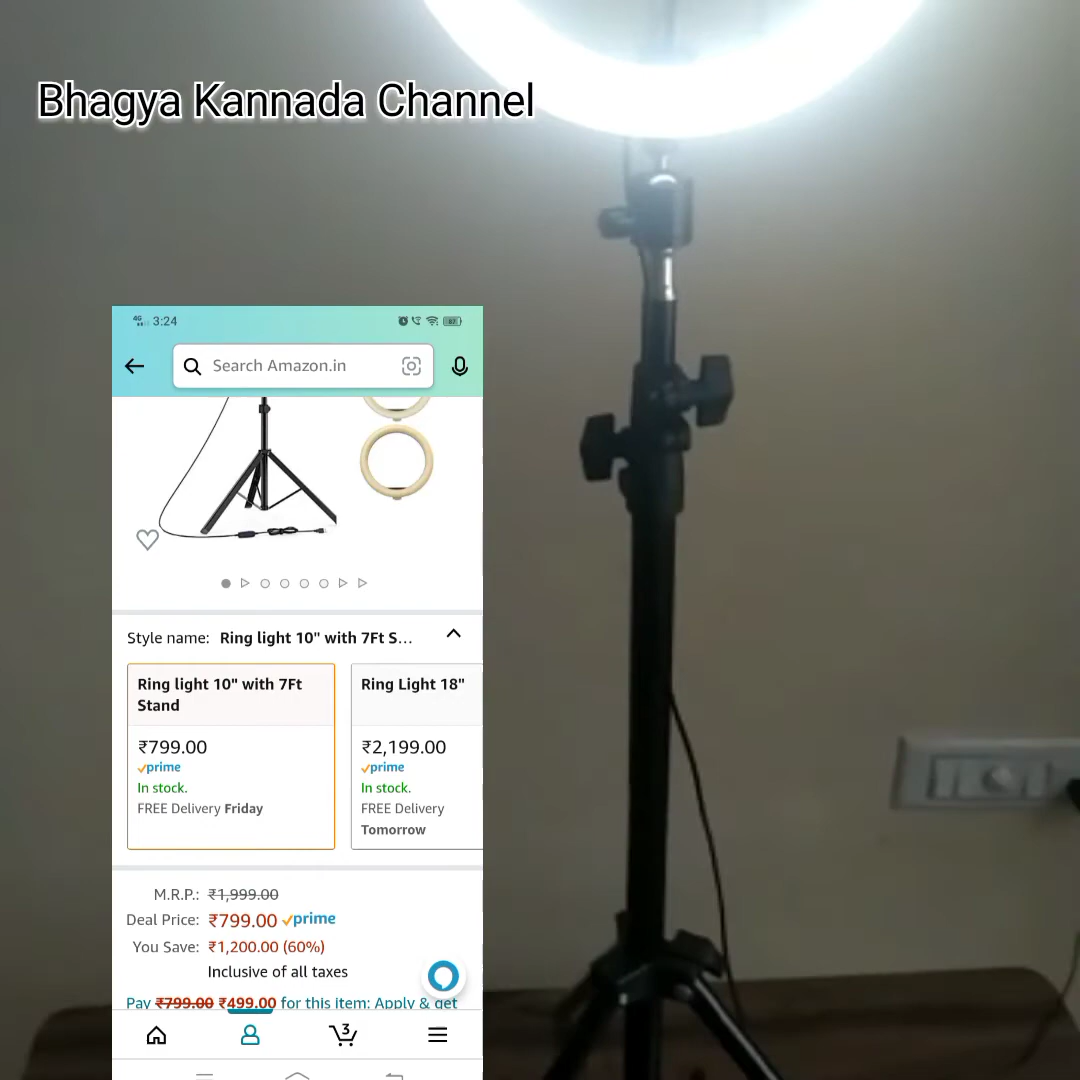 Bhagya Kannada Channel
4G 3:24
87
Search Amazon.in
Style name: Ring light 10" with 7Ft S...
Ring light 10" with 7Ft
Stand
₹799.00
prime
In stock.
FREE Delivery Friday
Ring Light 18"
₹2,199.00
prime
In stock.
FREE Delivery
Tomorrow
M.R.P.: ₹1,999.00
Deal Price: ₹799.00 prime
You Save: ₹1,200.00 (60%)
Inclusive of all taxes
Pay ₹799.00 ₹499.00 for this item: Apply & get
3